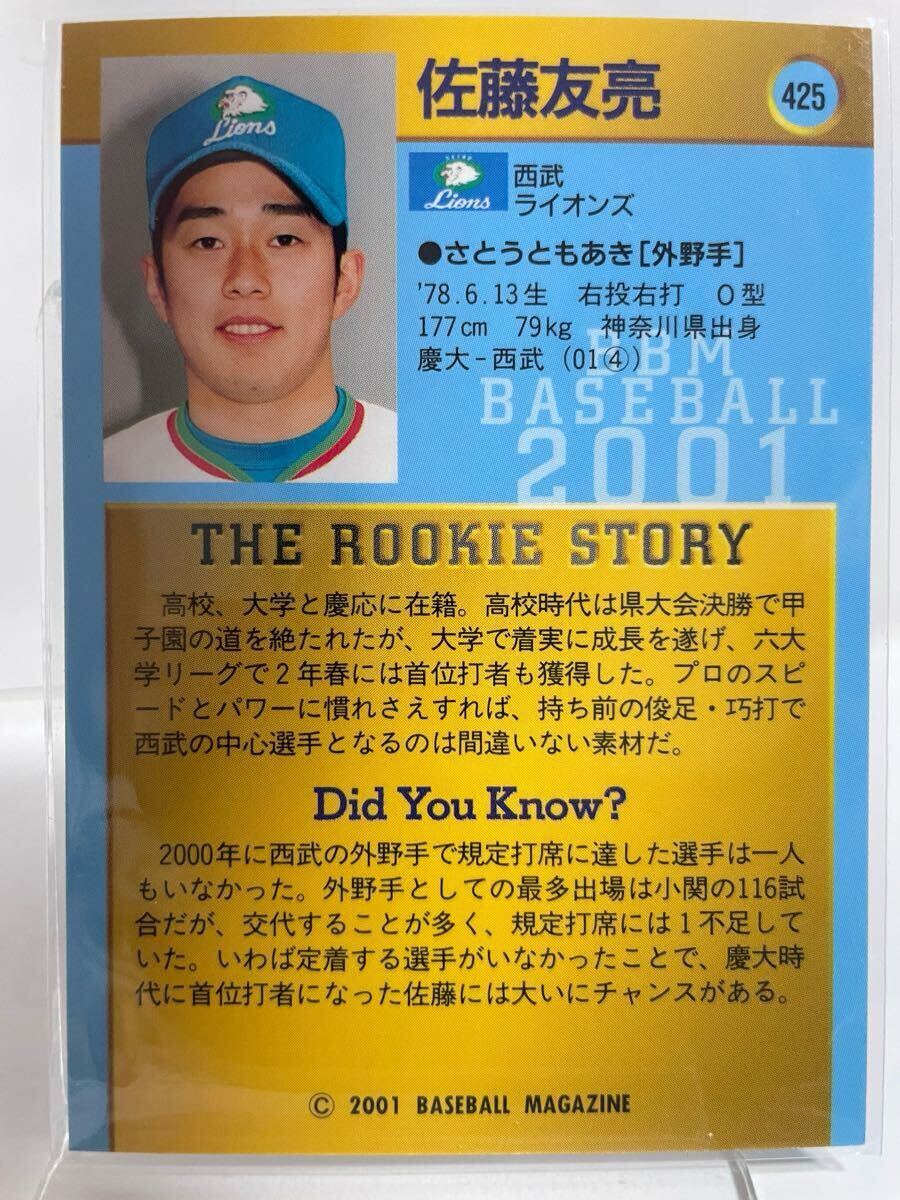 佐藤友亮
425
Lions
SEIBU
Lions
西武
ライオンズ
●さとうともあき[外野手]
'78.6.13生 右投右打 O型
177cm 79kg 神奈川県出身
慶大-西武 (01④)
BBM
BASEBALL
2001
THE ROOKIE STORY
高校、大学と慶応に在籍。高校時代は県大会決勝で甲
子園の道を絶たれたが、大学で着実に成長を遂げ、六大
学リーグで2年春には首位打者も獲得した。プロのスピ
ードとパワーに慣れさえすれば、持ち前の俊足・巧打で
西武の中心選手となるのは間違いない素材だ。
Did You Know?
2000年に西武の外野手で規定打席に達した選手は一人
もいなかった。外野手としての最多出場は小関の116試
合だが、交代することが多く、規定打席には1不足して
いた。いわば定着する選手がいなかったことで、慶大時
代に首位打者になった佐藤には大いにチャンスがある。
© 2001 BASEBALL MAGAZINE